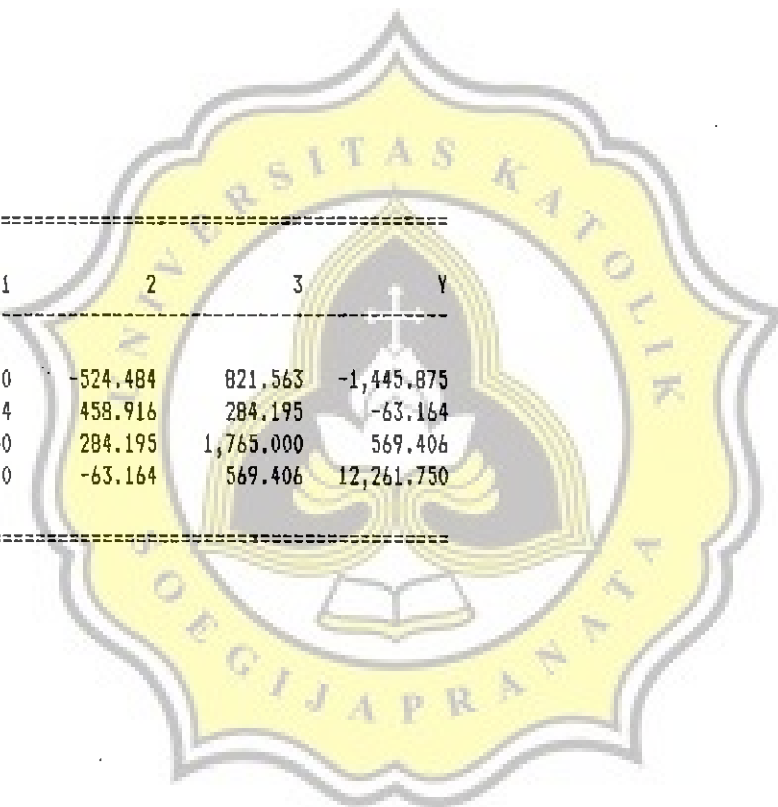 UNIVERSITAS KATOLIK
1 2 3 Y
0 -524.484 821.563 -1,445.875
4 458.916 284.195 -63.164
0 284.195 1,765.000 569.406
0 -63.164 569.406 12,261.750
SOEGIJAPRANATA